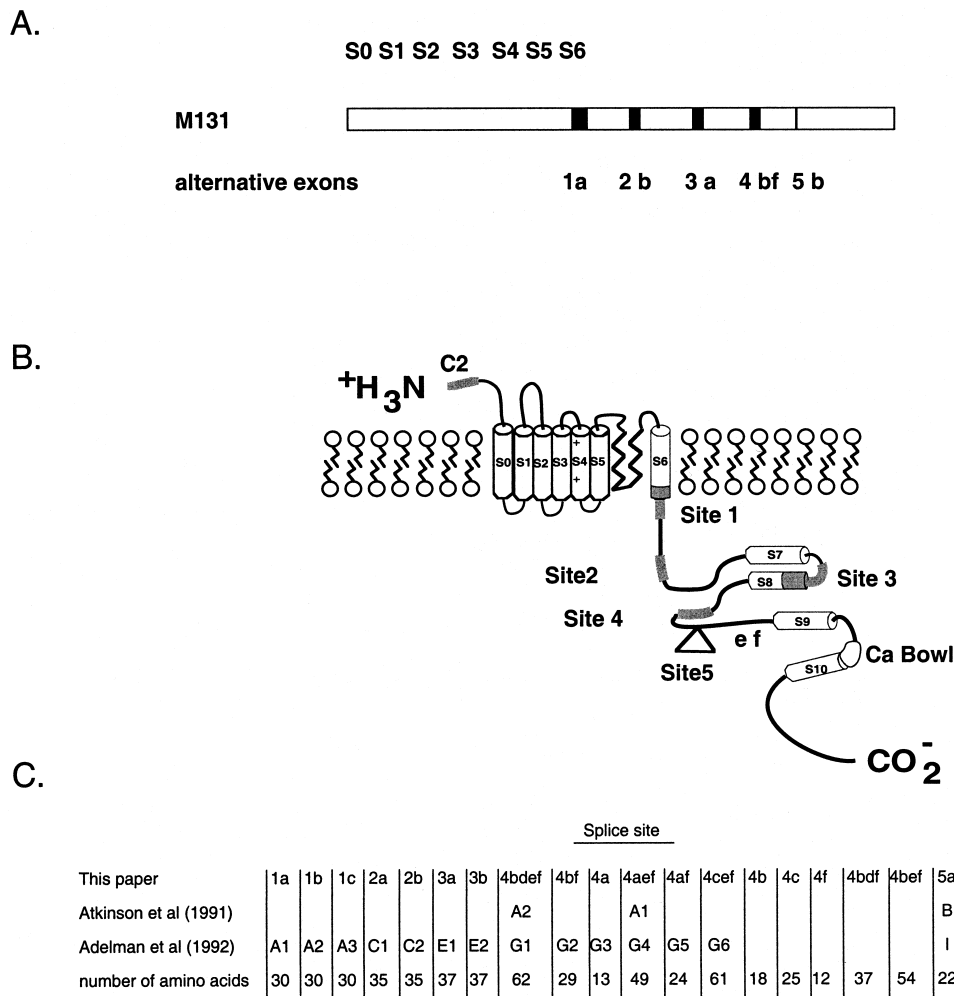 A.
S0 S1 S2 S3 S4 S5 S6
M131
alternative exons 1a 2 b 3 a 4 bf 5 b
B.
C2
+H3N
S0 S1 S2 S3 + S4 + S5 S6
Site 1
S7
Site2
S8 Site 3
Site 4
e f S9
Site5
Ca Bowl
S10
CO2-
C.
Splice site
This paper 1a 1b 1c 2a 2b 3a 3b 4bdef 4bf 4a 4aef 4af 4cef 4b 4c 4f 4bdf 4bef 5a
Atkinson et al (1991) A2 A1 B
Adelman et al (1992) A1 A2 A3 C1 C2 E1 E2 G1 G2 G3 G4 G5 G6 I
number of amino acids 30 30 30 35 35 37 37 62 29 13 49 24 61 18 25 12 37 54 22